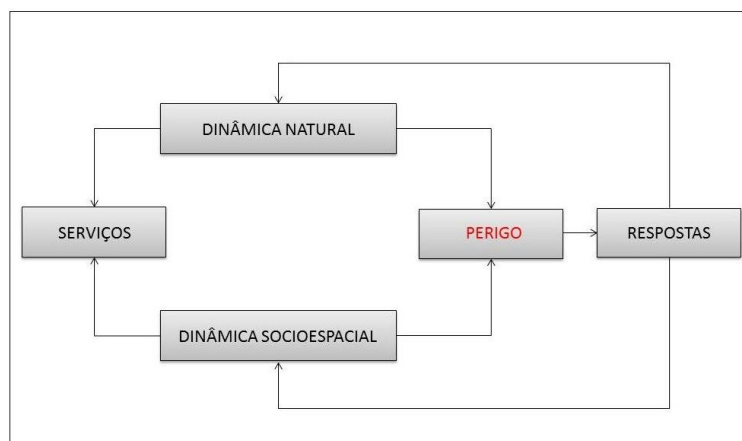 DINÂMICA NATURAL
SERVIÇOS
PERIGO
RESPOSTAS
DINÂMICA SOCIOESPACIAL